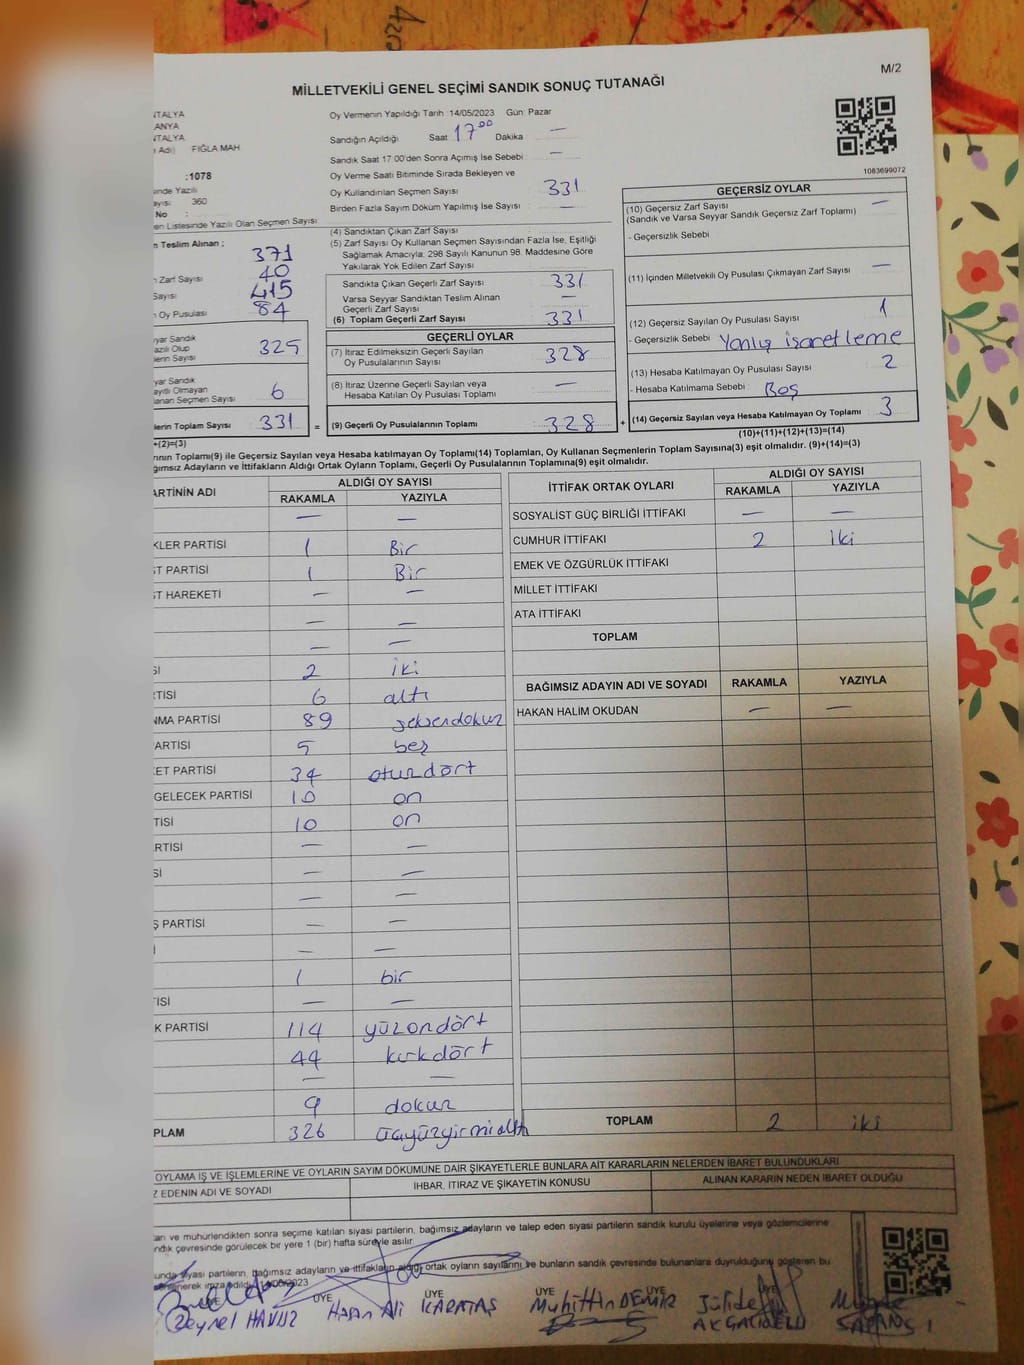 M/2
MİLLETVEKİLİ GENEL SEÇİMİ SANDIK SONUÇ TUTANAĞI
NTALYA
ANYA
NTALYA
Adı) FIĞLA MAH
:1078
inde Yazılı
ayısı 360
No :
en Listesinde Yazılı Olan Seçmen Sayısı
n Teslim Alınan ; 371
n Zarf Sayısı 40
Sayısı 415
n Oy Pusulası 84
yyar Sandık
azılı Olup
lerin Sayısı 325
yar Sandık
ayıtlı Olmayan
lanan Seçmen Sayısı 6
lerin Toplam Sayısı 331 =
+(2)=(3)
Oy Vermenin Yapıldığı Tarih :14/05/2023 Gün: Pazar
Sandığın Açıldığı Saat 17 00 Dakika —
Sandık Saat 17 00'den Sonra Açımış İse Sebebi —
Oy Verme Saati Bitiminde Sırada Bekleyen ve
Oy Kullandırılan Seçmen Sayısı 331
Birden Fazla Sayım Döküm Yapılmış İse Sayısı —
(4) Sandıktan Çıkan Zarf Sayısı
(5) Zarf Sayısı Oy Kullanan Seçmen Sayısından Fazla İse, Eşitliği
Sağlamak Amacıyla; 298 Sayılı Kanunun 98. Maddesine Göre
Yakılarak Yok Edilen Zarf Sayısı
Sandıkta Çıkan Geçerli Zarf Sayısı 331
Varsa Seyyar Sandıktan Teslim Alınan
Geçerli Zarf Sayısı —
(6) Toplam Geçerli Zarf Sayısı 331
GEÇERLİ OYLAR
(7) İtiraz Edilmeksizin Geçerli Sayılan
Oy Pusulalarının Sayısı 328
(8) İtiraz Üzerine Geçerli Sayılan veya
Hesaba Katılan Oy Pusulası Toplamı —
(9) Geçerli Oy Pusulalarının Toplamı 328 +
1083699072
GEÇERSİZ OYLAR
(10) Geçersiz Zarf Sayısı —
(Sandık ve Varsa Seyyar Sandık Geçersiz Zarf Toplamı)
- Geçersizlik Sebebi
(11) İçinden Milletvekili Oy Pusulası Çıkmayan Zarf Sayısı —
(12) Geçersiz Sayılan Oy Pusulası Sayısı 1
- Geçersizlik Sebebi Yanlış işaretleme
(13) Hesaba Katılmayan Oy Pusulası Sayısı 2
- Hesaba Katılmama Sebebi : Boş
(14) Geçersiz Sayılan veya Hesaba Katılmayan Oy Toplamı 3
(10)+(11)+(12)+(13)=(14)
rının Toplamı(9) ile Geçersiz Sayılan veya Hesaba katılmayan Oy Toplamı(14) Toplamları, Oy Kullanan Seçmenlerin Toplam Sayısına(3) eşit olmalıdır. (9)+(14)=(3)
ğımsız Adayların ve İttifakların Aldığı Ortak Oyların Toplamı, Geçerli Oy Pusulalarının Toplamına(9) eşit olmalıdır.
ARTİNİN ADI ALDIĞI OY SAYISI
RAKAMLA YAZIYLA
— —
KLER PARTİSİ 1 Bir
ST PARTİSİ 1 Bir
ST HAREKETİ — —
— —
— —
Sİ 2 iki
RTİSİ 6 altı
NMA PARTİSİ 89 seksendokuz
ARTİSİ 5 beş
ET PARTİSİ 34 otuzdört
GELECEK PARTİSİ 10 on
TİSİ 10 on
RTİSİ — —
Sİ — —
— —
Ş PARTİSİ — —
İ — —
1 bir
İSİ — —
K PARTİSİ 114 yüzondört
44 kırkdört
— —
9 dokuz
PLAM 326 üçyüzyirmialtı
İTTİFAK ORTAK OYLARI ALDIĞI OY SAYISI
RAKAMLA YAZIYLA
SOSYALİST GÜÇ BİRLİĞİ İTTİFAKI — —
CUMHUR İTTİFAKI 2 iki
EMEK VE ÖZGÜRLÜK İTTİFAKI
MİLLET İTTİFAKI
ATA İTTİFAKI
TOPLAM
BAĞIMSIZ ADAYIN ADI VE SOYADI RAKAMLA YAZIYLA
HAKAN HALİM OKUDAN — —
TOPLAM 2 iki
OYLAMA İŞ VE İŞLEMLERİNE VE OYLARIN SAYIM DÖKÜMÜNE DAİR ŞİKAYETLERLE BUNLARA AİT KARARLARIN NELERDEN İBARET BULUNDUKLARI
Z EDENİN ADI VE SOYADI İHBAR, İTİRAZ VE ŞİKAYETİN KONUSU ALINAN KARARIN NEDEN İBARET OLDUĞU
arı ve mühürlendikten sonra seçime katılan siyasi partilerin, bağımsız adayların ve talep eden siyasi partilerin sandık kurulu üyelerine veya gözlemcilerine
ndık çevresinde görülecek bir yere 1 (bir) hafta süreyle asılır.
unda siyasi partilerin, bağımsız adayların ve ittifakların aldığı ortak oyların sayılarını ve bunların sandık çevresinde bulunanlara duyrulduğunu gösteren bu
ÜYE ÜYE ÜYE ÜYE
Zeynel HAVUZ Hasan Ali KARATAŞ Muhittin DEMİR Jülide